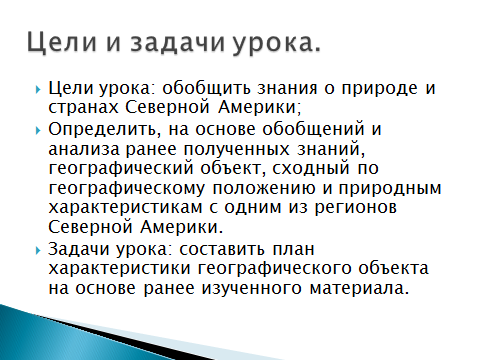 Цели и задачи урока.
Цели урока: обобщить знания о природе и
странах Северной Америки;
Определить, на основе обобщений и
анализа ранее полученных знаний,
географический объект, сходный по
географическому положению и природным
характеристикам с одним из регионов
Северной Америки.
Задачи урока: составить план
характеристики географического объекта
на основе ранее изученного материала.